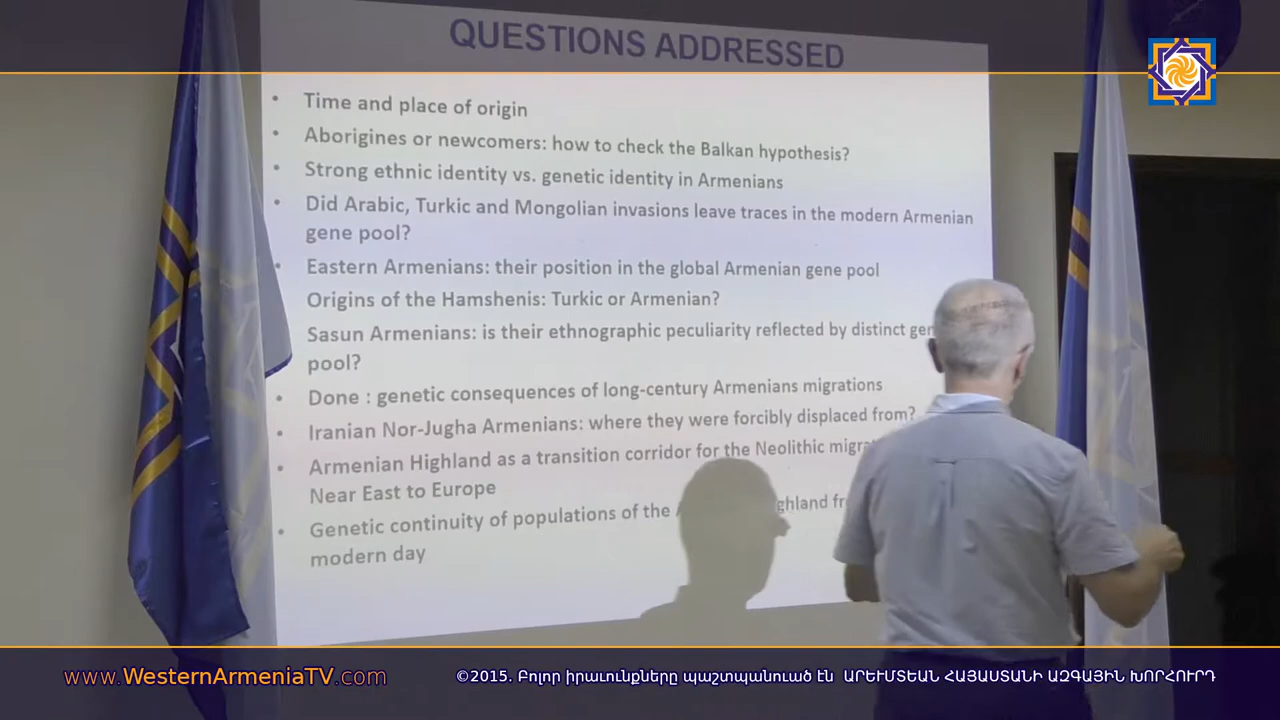 QUESTIONS ADDRESSED
• Time and place of origin
• Aborigines or newcomers: how to check the Balkan hypothesis?
• Strong ethnic identity vs. genetic identity in Armenians
• Did Arabic, Turkic and Mongolian invasions leave traces in the modern Armenian
gene pool?
• Eastern Armenians: their position in the global Armenian gene pool
Origins of the Hamshenis: Turkic or Armenian?
Sasun Armenians: is their ethnographic peculiarity reflected by distinct
pool?
• Done : genetic consequences of long-century Armenians migrations
• Iranian Nor-Jugha Armenians: where they were forcibly displaced from?
• Armenian Highland as a transition corridor for the Neolithic
Near East to Europe
• Genetic continuity of populations of the
modern day
www.WesternArmeniaTV.com
©2015. Բոլոր իրաւունքները պաշտպանուած էն ԱՐԵՒՄՏԵԱՆ ՀԱՅԱՍՏԱՆԻ ԱԶԳԱՅԻՆ ԽՈՐՀՈՒՐԴ